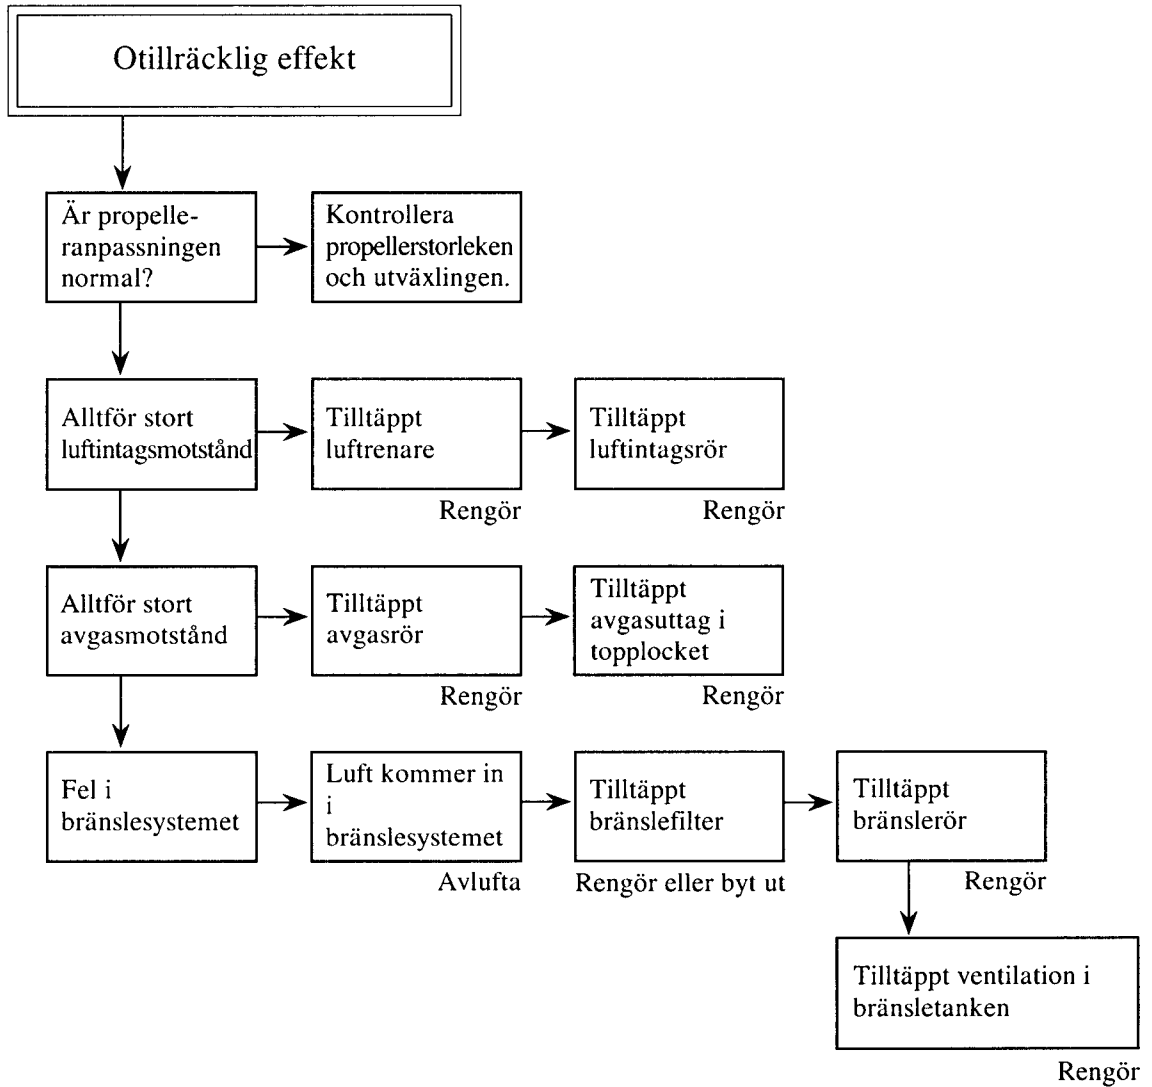 Otillräcklig effekt
Är propelle-
ranpassningen
normal?
Kontrollera
propellerstorleken
och utväxlingen.
Alltför stort
luftintagsmotstånd
Tilltäppt
luftrenare
Rengör
Tilltäppt
luftintagsrör
Rengör
Alltför stort
avgasmotstånd
Tilltäppt
avgasrör
Rengör
Tilltäppt
avgasuttag i
topplocket
Rengör
Fel i
bränslesystemet
Luft kommer in
i
bränslesystemet
Avlufta
Tilltäppt
bränslefilter
Rengör eller byt ut
Tilltäppt
bränslerör
Rengör
Tilltäppt ventilation i
bränsletanken
Rengör